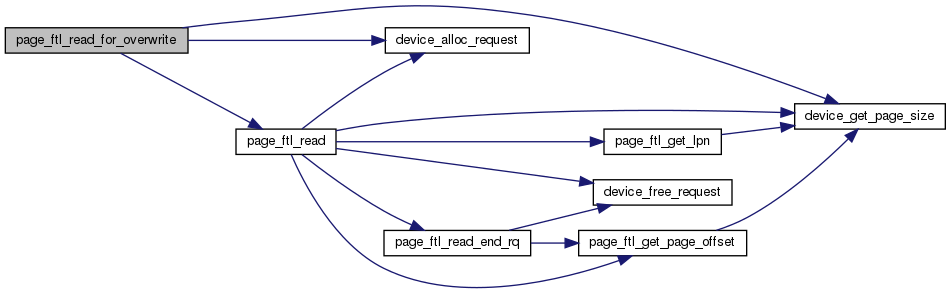 page_ftl_read_for_overwrite
device_alloc_request
device_get_page_size
page_ftl_read
page_ftl_get_lpn
device_free_request
page_ftl_read_end_rq
page_ftl_get_page_offset